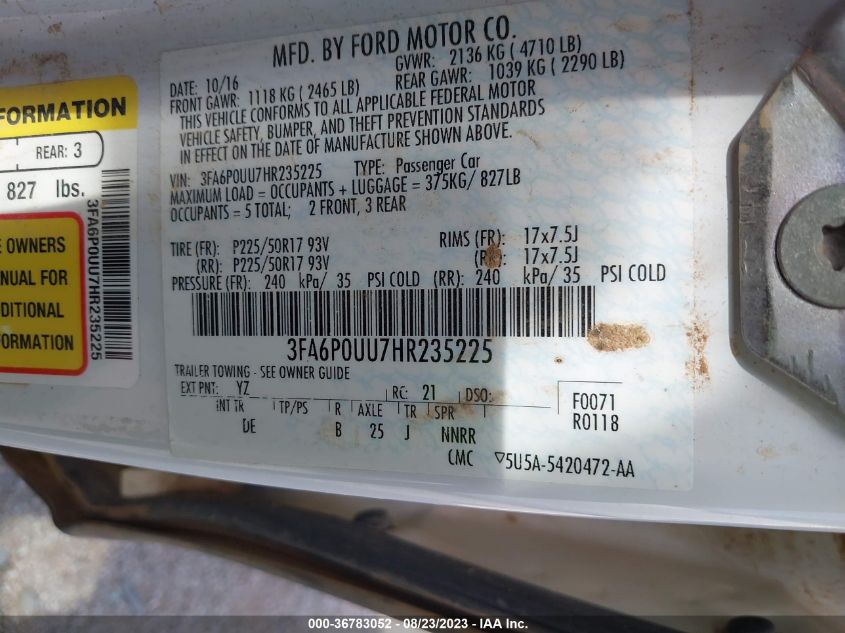 MFD. BY FORD MOTOR CO.
DATE: 10/16 GVWR: 2136 KG ( 4710 LB)
FRONT GAWR: 1118 KG ( 2465 LB) REAR GAWR: 1039 KG ( 2290 LB)
THIS VEHICLE CONFORMS TO ALL APPLICABLE FEDERAL MOTOR
VEHICLE SAFETY, BUMPER, AND THEFT PREVENTION STANDARDS
IN EFFECT ON THE DATE OF MANUFACTURE SHOWN ABOVE.
VIN: 3FA6P0UU7HR235225 TYPE: Passenger Car
MAXIMUM LOAD = OCCUPANTS + LUGGAGE = 375KG/ 827LB
OCCUPANTS = 5 TOTAL; 2 FRONT, 3 REAR
TIRE (FR): P225/50R17 93V RIMS (FR): 17x7.5J
(RR): P225/50R17 93V 17x7.5J
PRESSURE (FR): 240 kPa/ 35 PSI COLD (RR): 240 kPa/ 35 PSI COLD
3FA6P0UU7HR235225
TRAILER TOWING - SEE OWNER GUIDE
EXT PNT: YZ RC: 21 DSO:
INT TR TP/PS R AXLE TR SPR F0071
DE B 25 J NNRR R0118
CMC ▽5U5A-5420472-AA
FORMATION
REAR: 3
827 lbs.
3FA6P0UU7HR235225
E OWNERS
NUAL FOR
DITIONAL
FORMATION
000-36783052 - 08/23/2023 - IAA Inc.